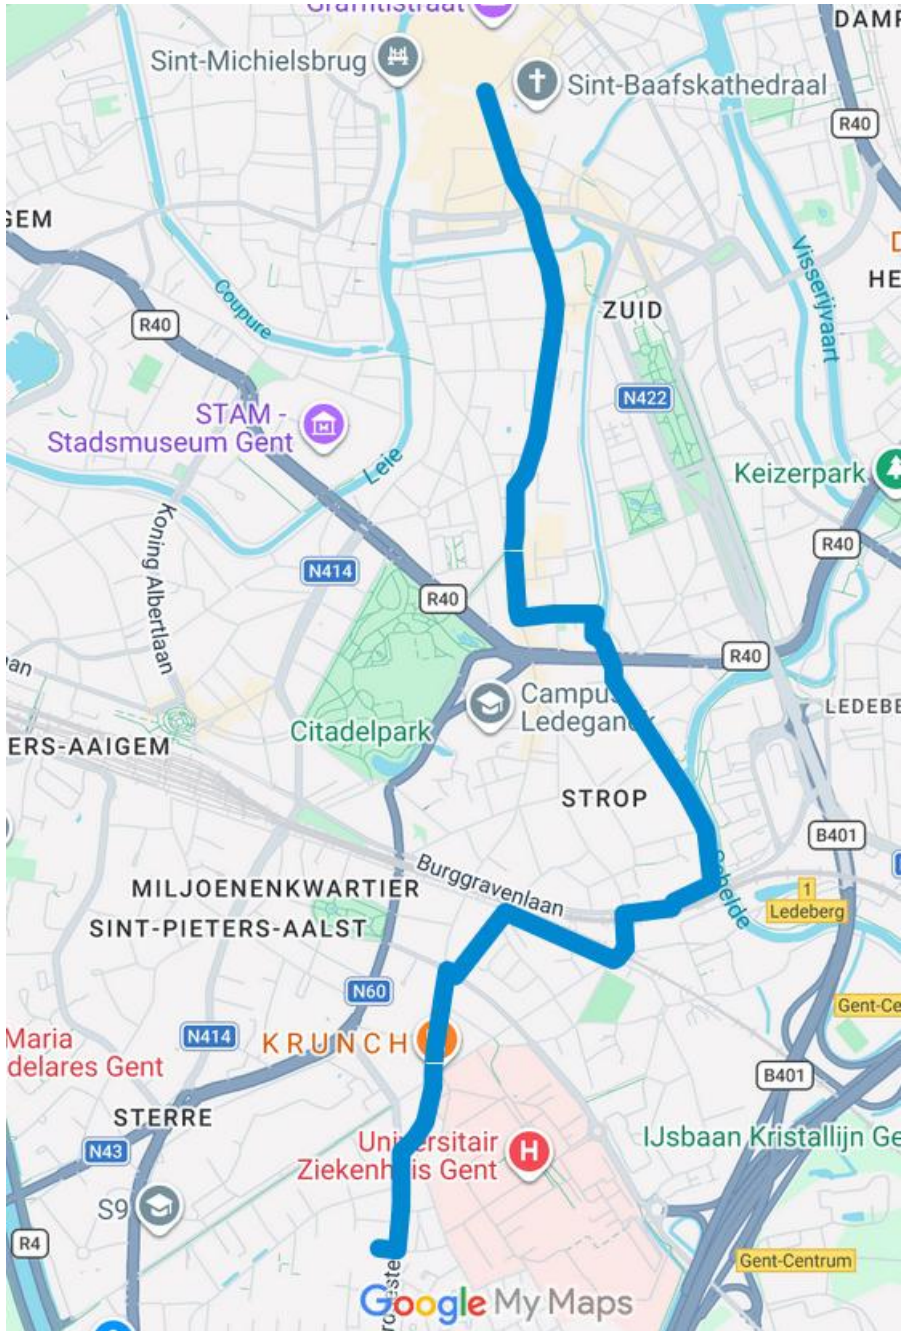 Graffitistraat
DAMP
Sint-Michielsbrug
Sint-Baafskathedraal
R40
GEM
Visserijvaart
HE
Coupure
ZUID
R40
N422
STAM -
Stadsmuseum Gent
Leie
Keizerpark
Koning Albertlaan
R40
N414
R40
R40
Campus
Ledeganck
LEDEBE
Citadelpark
ERS-AAIGEM
STROP
B401
Burggravenlaan
Schelde
1
Ledeberg
MILJOENENKWARTIER
SINT-PIETERS-AALST
N60
Gent-Ce
N414
KRUNCH
Maria
delares Gent
B401
STERRE
IJsbaan Kristallijn Ge
Universitair
Ziekenhuis Gent
H
N43
S9
R4
Gent-Centrum
Google My Maps